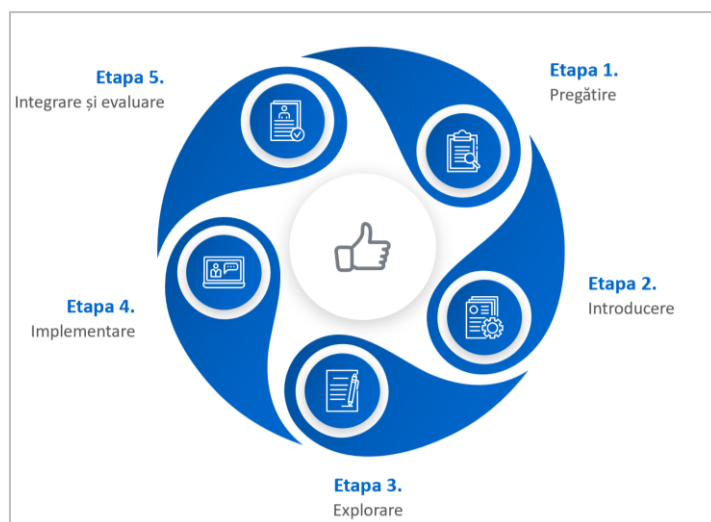 Etapa 1.
Pregătire
Etapa 2.
Introducere
Etapa 3.
Explorare
Etapa 4.
Implementare
Etapa 5.
Integrare și evaluare